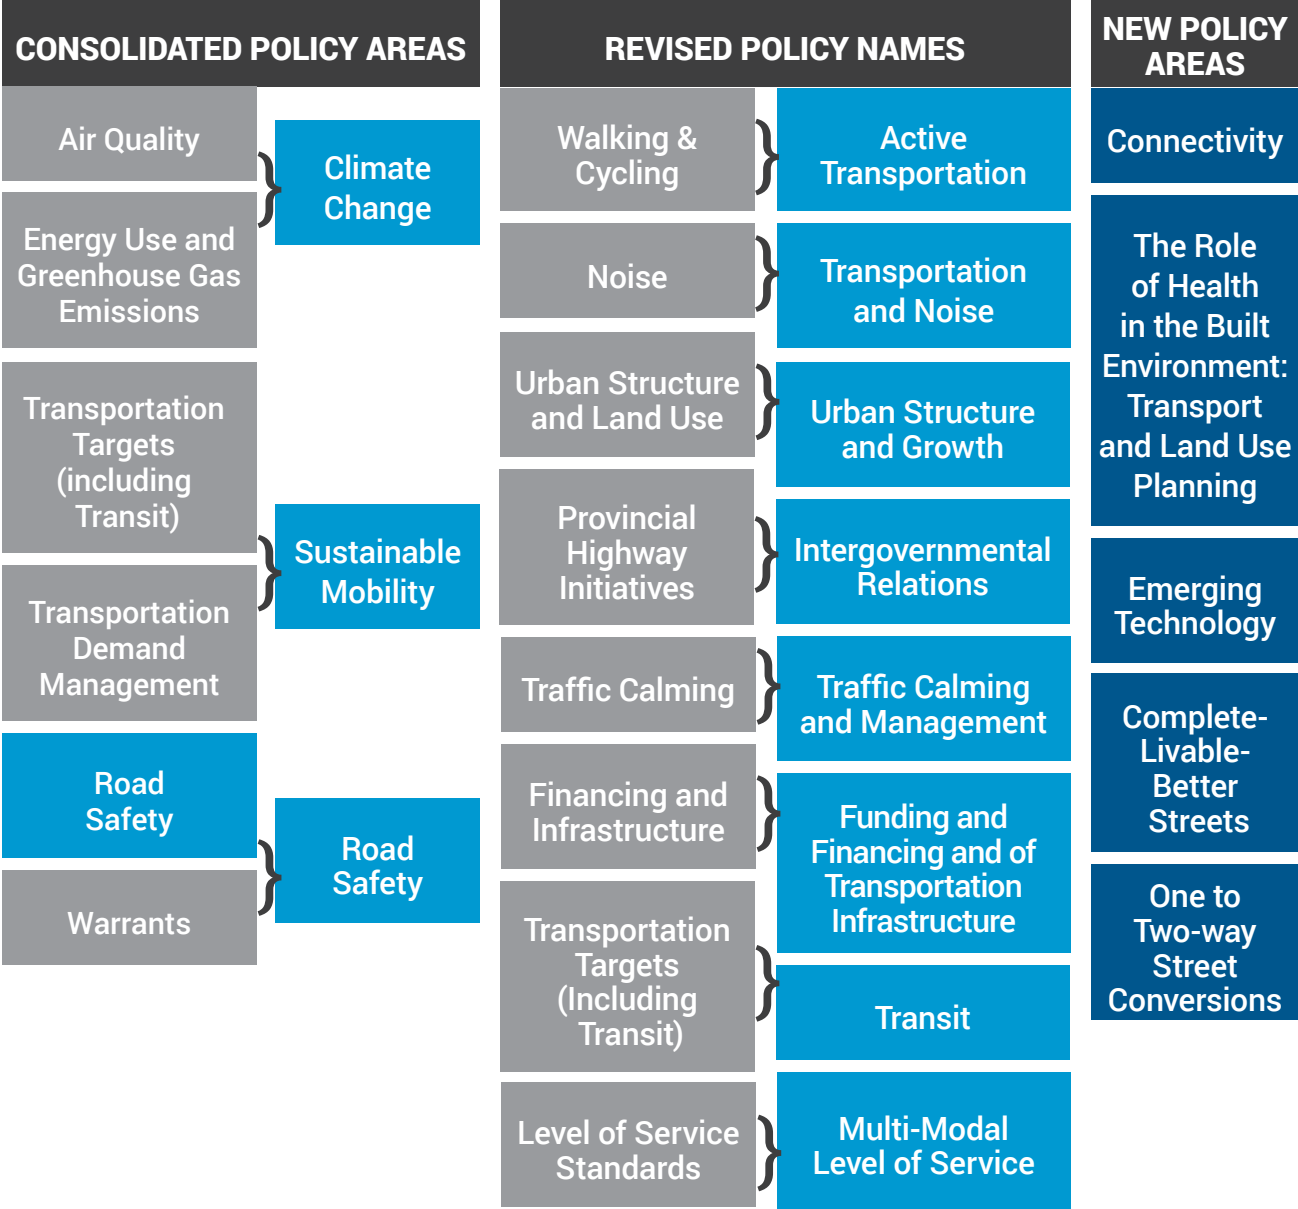 CONSOLIDATED POLICY AREAS
Air Quality
Energy Use and
Greenhouse Gas
Emissions
Climate
Change
Transportation
Targets
(including
Transit)
Transportation
Demand
Management
Sustainable
Mobility
Road
Safety
Warrants
Road
Safety
REVISED POLICY NAMES
Walking &
Cycling
Active
Transportation
Noise
Transportation
and Noise
Urban Structure
and Land Use
Urban Structure
and Growth
Provincial
Highway
Initiatives
Intergovernmental
Relations
Traffic Calming
Traffic Calming
and Management
Financing and
Infrastructure
Funding and
Financing and of
Transportation
Infrastructure
Transportation
Targets
(Including
Transit)
Transit
Level of Service
Standards
Multi-Modal
Level of Service
NEW POLICY
AREAS
Connectivity
The Role
of Health
in the Built
Environment:
Transport
and Land Use
Planning
Emerging
Technology
Complete-
Livable-
Better
Streets
One to
Two-way
Street
Conversions